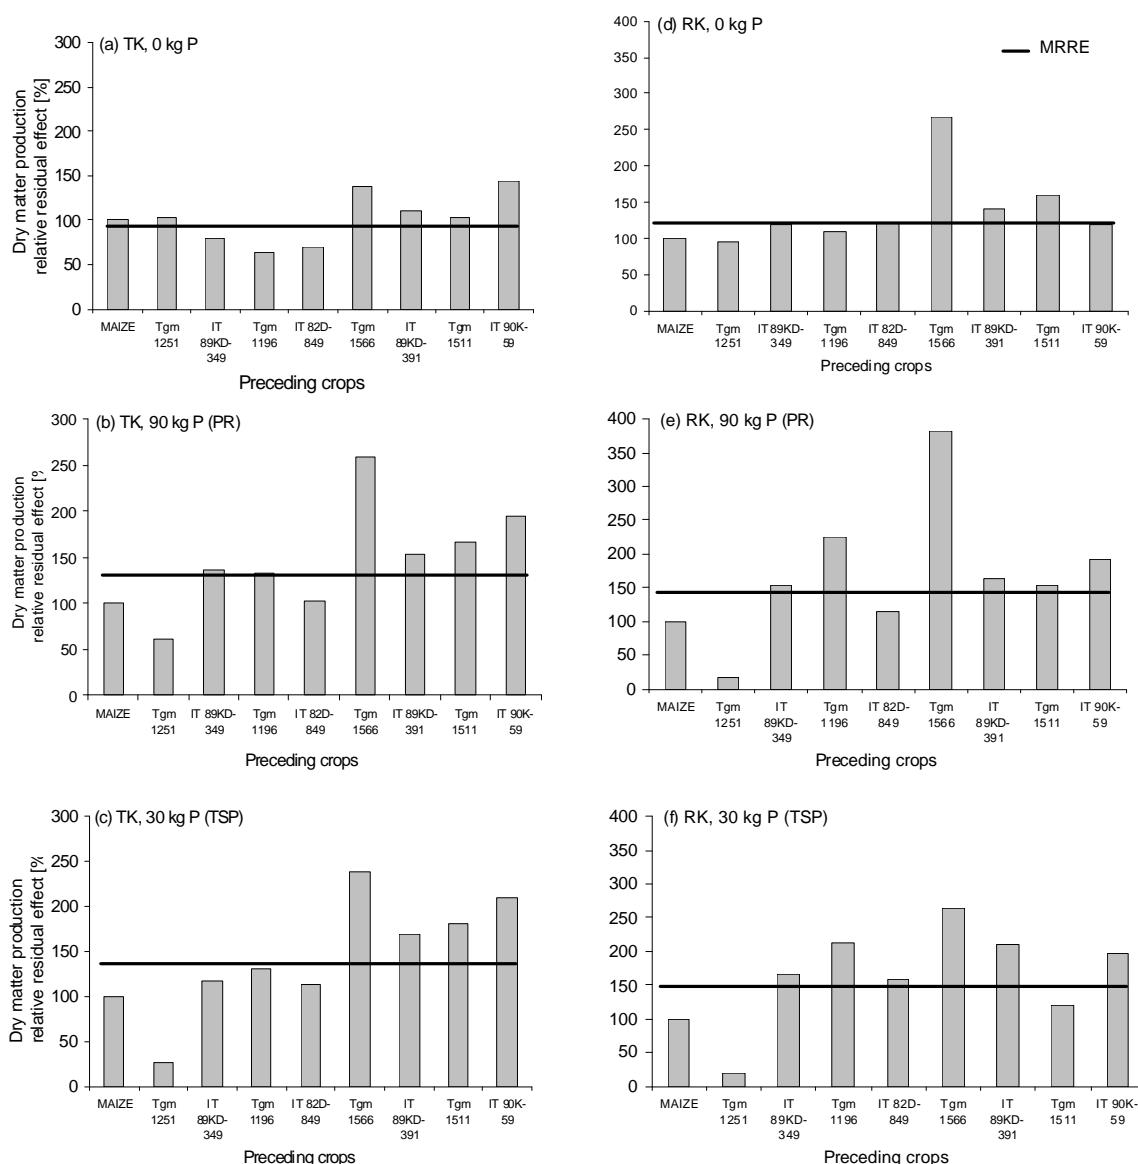 (a) TK, 0 kg P
Dry matter production
relative residual effect [%]
300
250
200
150
100
50
0
MAIZE
Tgm
1251
IT
89KD-
349
Tgm
1196
IT 82D-
849
Tgm
1566
IT
89KD-
391
Tgm
1511
IT 90K-
59
Preceding crops
(d) RK, 0 kg P
MRRE
400
350
300
250
200
150
100
50
0
MAIZE
Tgm
1251
IT 89KD-
349
Tgm
1196
IT 82D-
849
Tgm
1566
IT 89KD-
391
Tgm
1511
IT 90K-
59
Preceding crops
(b) TK, 90 kg P (PR)
Dry matter production
relative residual effect [%
300
250
200
150
100
50
0
MAIZE
Tgm
1251
IT 89KD-
349
Tgm
1196
IT 82D-
849
Tgm
1566
IT 89KD-
391
Tgm
1511
IT 90K-
59
Preceding crops
(e) RK, 90 kg P (PR)
400
350
300
250
200
150
100
50
0
MAIZE
Tgm
1251
IT
89KD-
349
Tgm
1196
IT 82D-
849
Tgm
1566
IT
89KD-
391
Tgm
1511
IT 90K-
59
Preceding crops
(c) TK, 30 kg P (TSP)
Dry matter production
relative residual effect [%
300
250
200
150
100
50
0
MAIZE
Tgm
1251
IT
89KD-
349
Tgm
1196
IT 82D-
849
Tgm
1566
IT
89KD-
391
Tgm
1511
IT 90K-
59
Preceding crops
(f) RK, 30 kg P (TSP)
400
350
300
250
200
150
100
50
0
MAIZE
Tgm
1251
IT
89KD-
349
Tgm
1196
IT 82D-
849
Tgm
1566
IT
89KD-
391
Tgm
1511
IT 90K-
59
Preceding crops